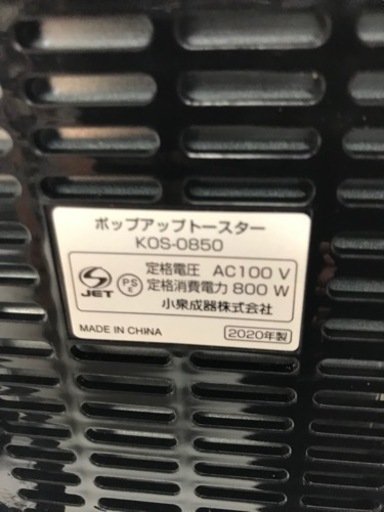 ポップアップトースター
KOS-0850
JET
PS
E
定格電圧 AC100 V
定格消費電力 800 W
小泉成器株式会社
MADE IN CHINA
2020年製